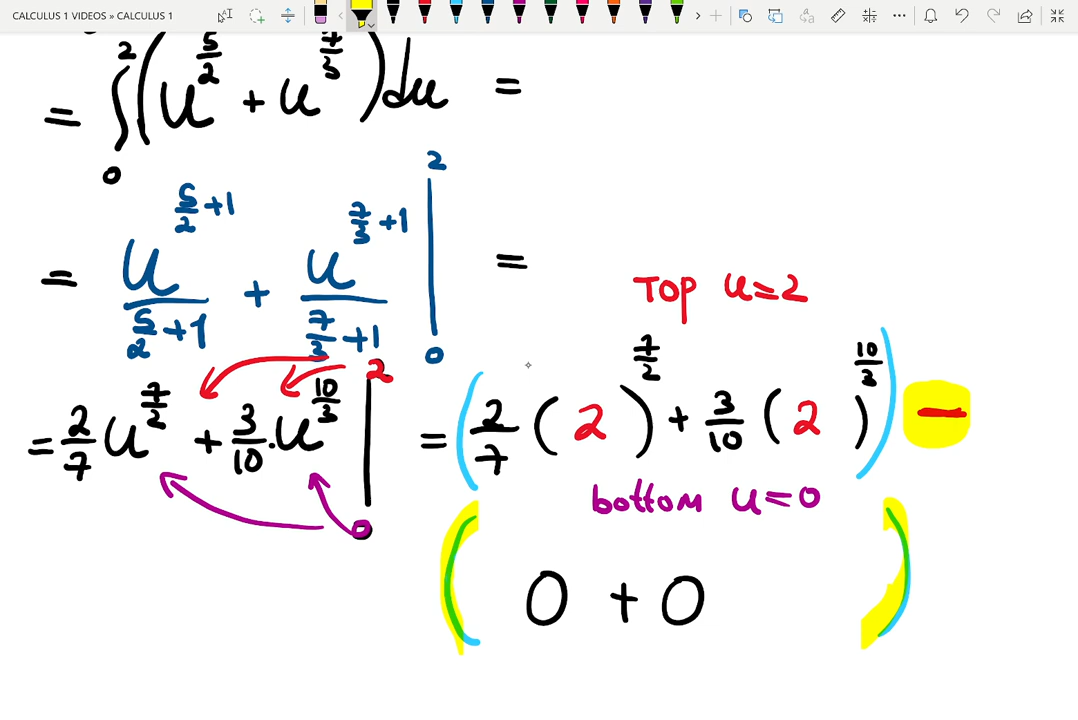 CALCULUS 1 VIDEOS » CALCULUS 1
= ∫₀² (u^(5/2) + u^(7/3)) du =
= u^(5/2 + 1) / (5/2 + 1) + u^(7/3 + 1) / (7/3 + 1) |₀² =
Top u=2
= 2/7 u^(7/2) + 3/10 · u^(10/3) |₀² = (2/7 (2)^(7/2) + 3/10 (2)^(10/3)) −
bottom u=0
(0 + 0)